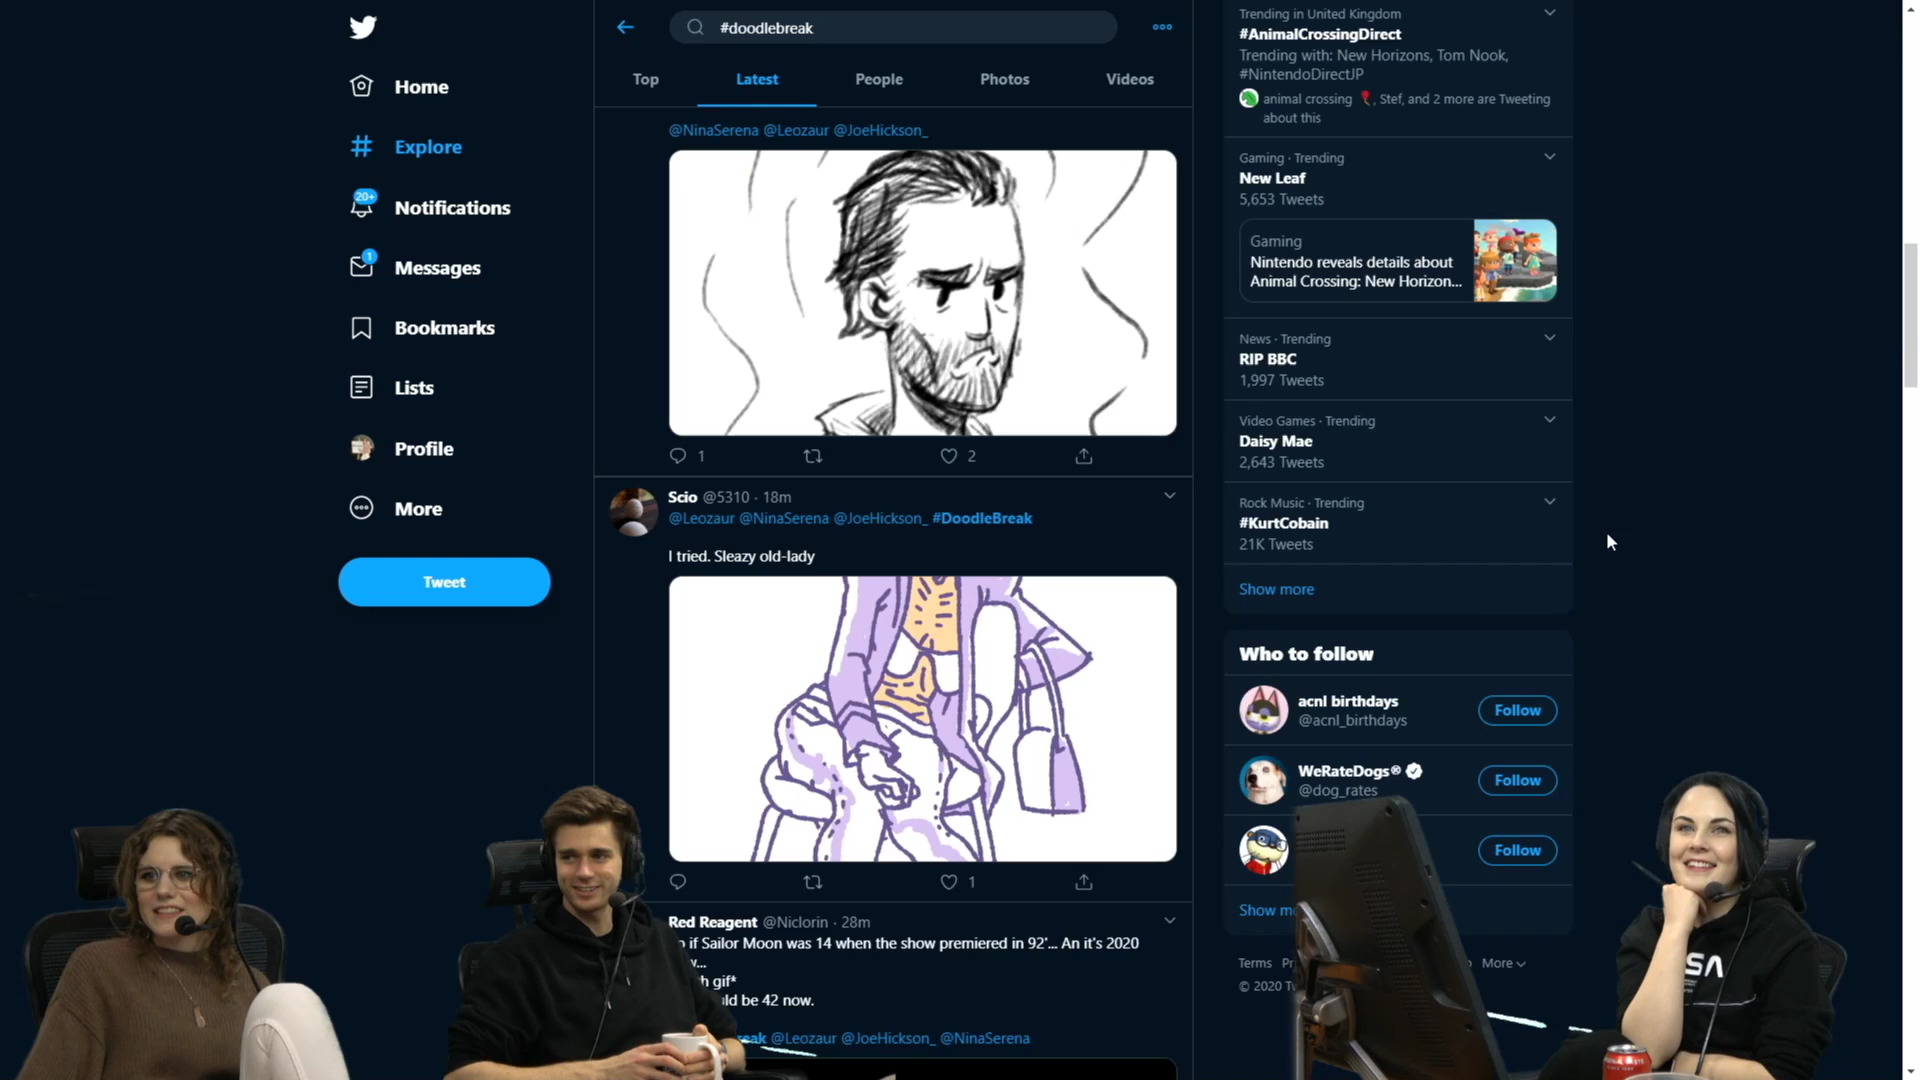 Home
Explore
20+
Notifications
1
Messages
Bookmarks
Lists
Profile
More
Tweet
#doodlebreak
Top
Latest
People
Photos
Videos
@NinaSerena @Leozaur @JoeHickson_
1
2
Scio @5310 · 18m
@Leozaur @NinaSerena @JoeHickson_ #DoodleBreak
I tried. Sleazy old-lady
1
Red Reagent @Niclorin · 28m
if Sailor Moon was 14 when the show premiered in 92'... An it's 2020
gif*
be 42 now.
@Leozaur @JoeHickson_ @NinaSerena
Trending in United Kingdom
#AnimalCrossingDirect
Trending with: New Horizons, Tom Nook,
#NintendoDirectJP
animal crossing 🌹, Stef, and 2 more are Tweeting
about this
Gaming · Trending
New Leaf
5,653 Tweets
Gaming
Nintendo reveals details about
Animal Crossing: New Horizon...
News · Trending
RIP BBC
1,997 Tweets
Video Games · Trending
Daisy Mae
2,643 Tweets
Rock Music · Trending
#KurtCobain
21K Tweets
Show more
Who to follow
acnl birthdays
@acnl_birthdays
Follow
WeRateDogs®
@dog_rates
Follow
Follow
Show
Terms
More
© 2020